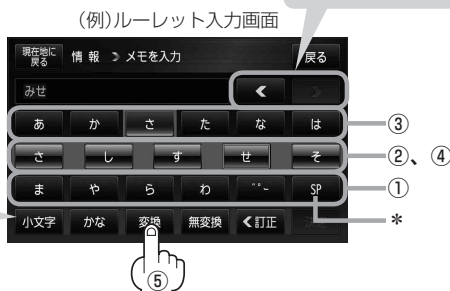 (例)ルーレット入力画面
現在地に戻る 情報 メモを入力 戻る
みせ
あ か さ た な は ③
さ し す せ そ ②、④
ま や ら わ ゛゜ー SP ①
小文字 かな 変換 無変換 <訂正 決定 *
⑤